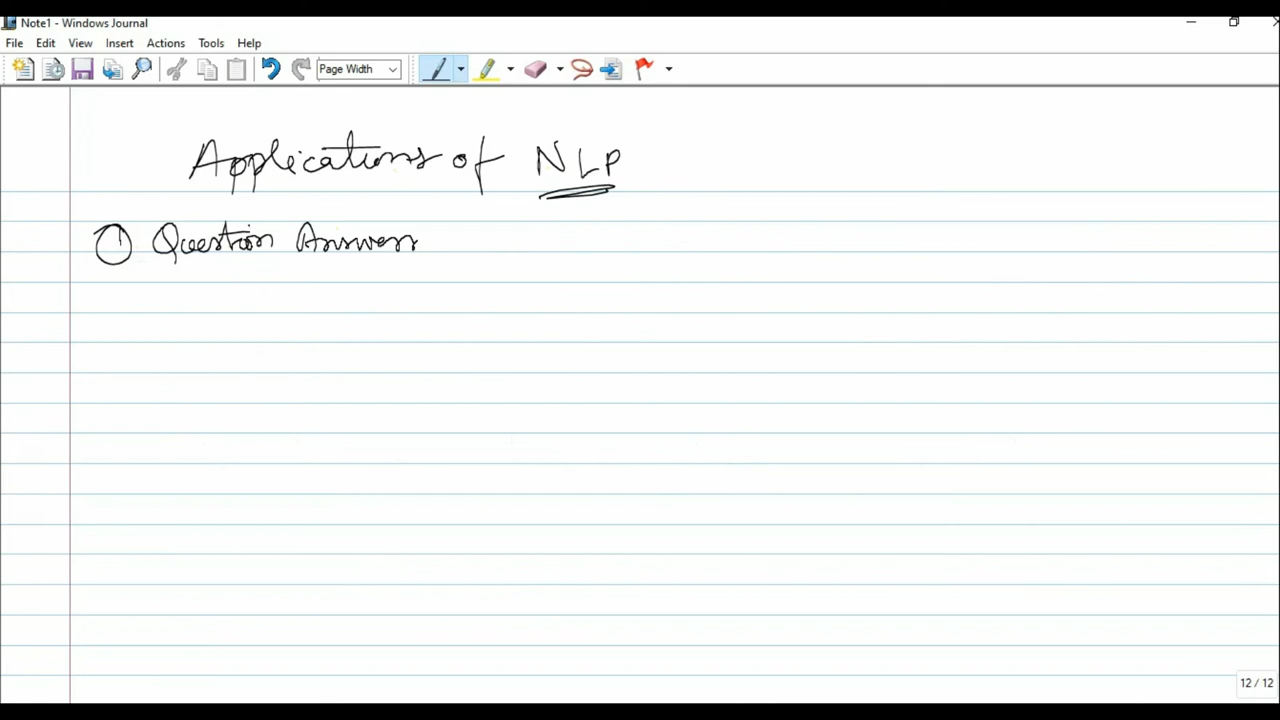 Note1 - Windows Journal
File Edit View Insert Actions Tools Help
Page Width
Applications of NLP
① Question Answers
12 / 12